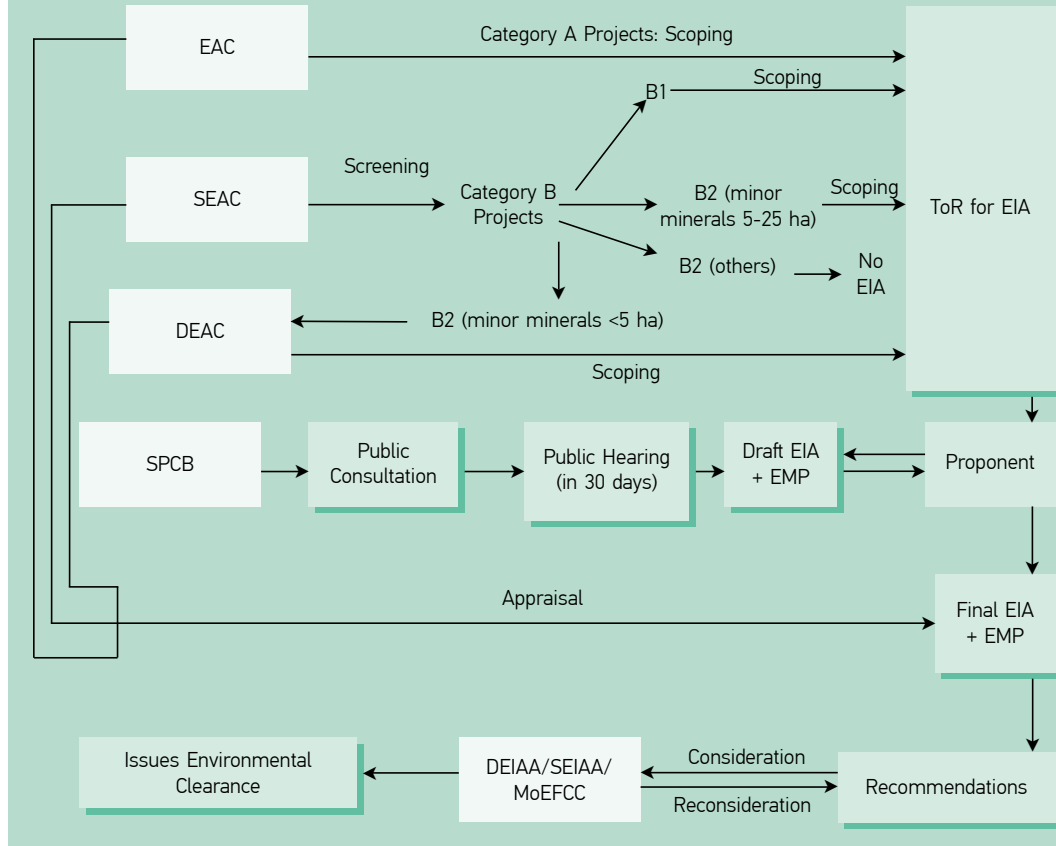 EAC
Category A Projects: Scoping
B1
Scoping
SEAC
Screening
Category B
Projects
B2 (minor
minerals 5-25 ha)
Scoping
ToR for EIA
B2 (others)
No
EIA
DEAC
B2 (minor minerals <5 ha)
Scoping
SPCB
Public
Consultation
Public Hearing
(in 30 days)
Draft EIA
+ EMP
Proponent
Appraisal
Final EIA
+ EMP
Issues Environmental
Clearance
DEIAA/SEIAA/
MoEFCC
Consideration
Reconsideration
Recommendations